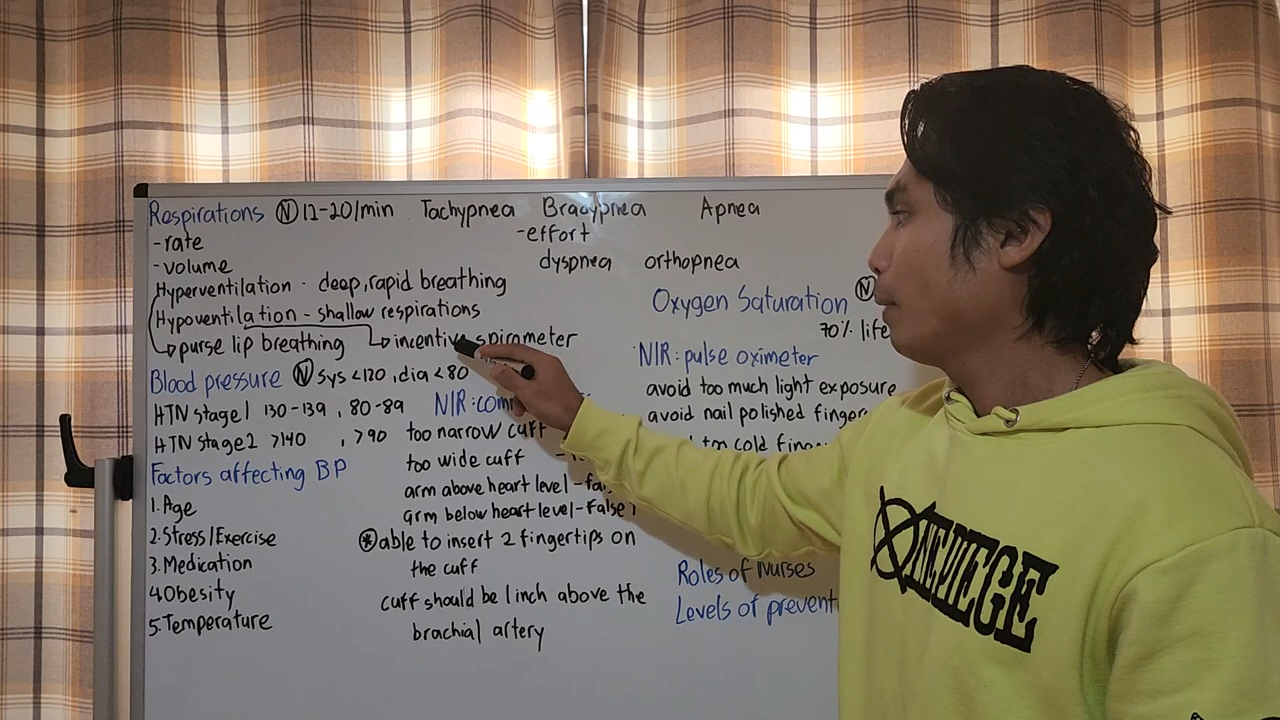 Respirations Ⓝ 12-20/min Tachypnea Bradypnea Apnea
-rate
-effort
-volume
dyspnea orthopnea
Hyperventilation - deep, rapid breathing
Hypoventilation - shallow respirations
purse lip breathing
incentive spirometer
Blood pressure Ⓝ Sys <120, dia <80
HTN stage 1 130-139, 80-89
HTN stage 2 >140, >90
Factors affecting BP
1. Age
2. Stress/Exercise
3. Medication
4. Obesity
5. Temperature
NIR: com
too narrow cuff
too wide cuff
arm above heart level -
arm below heart level - False
able to insert 2 fingertips on
the cuff
cuff should be 1 inch above the
brachial artery
Oxygen Saturation Ⓝ
70% life
NIR: pulse oximeter
avoid too much light exposure
avoid nail polished fingers
too cold
Roles of Nurses
Levels of prevent
ONE PIECE